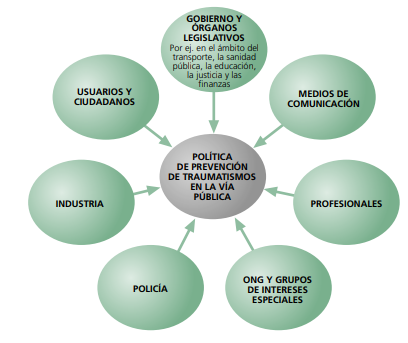 GOBIERNO Y
ÓRGANOS
LEGISLATIVOS
Por ej. en el ámbito del
transporte, la sanidad
pública, la educación,
la justicia y las
finanzas
USUARIOS Y
CIUDADANOS
MEDIOS DE
COMUNICACIÓN
POLÍTICA
DE PREVENCIÓN
DE TRAUMATISMOS
EN LA VÍA
PÚBLICA
INDUSTRIA
PROFESIONALES
POLICÍA
ONG Y GRUPOS
DE INTERESES
ESPECIALES